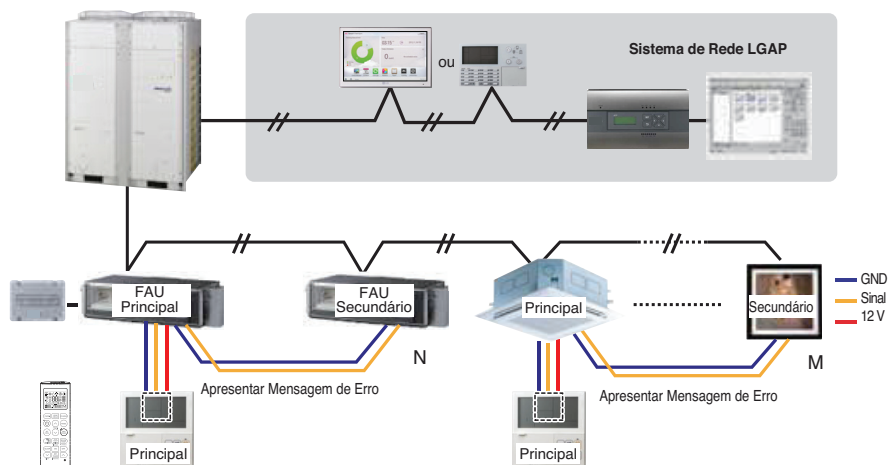 Sistema de Rede LGAP
ou
FAU
Principal
FAU
Secundário
Principal
Secundário
GND
Sinal
12 V
N
M
Apresentar Mensagem de Erro
Apresentar Mensagem de Erro
Principal
Principal